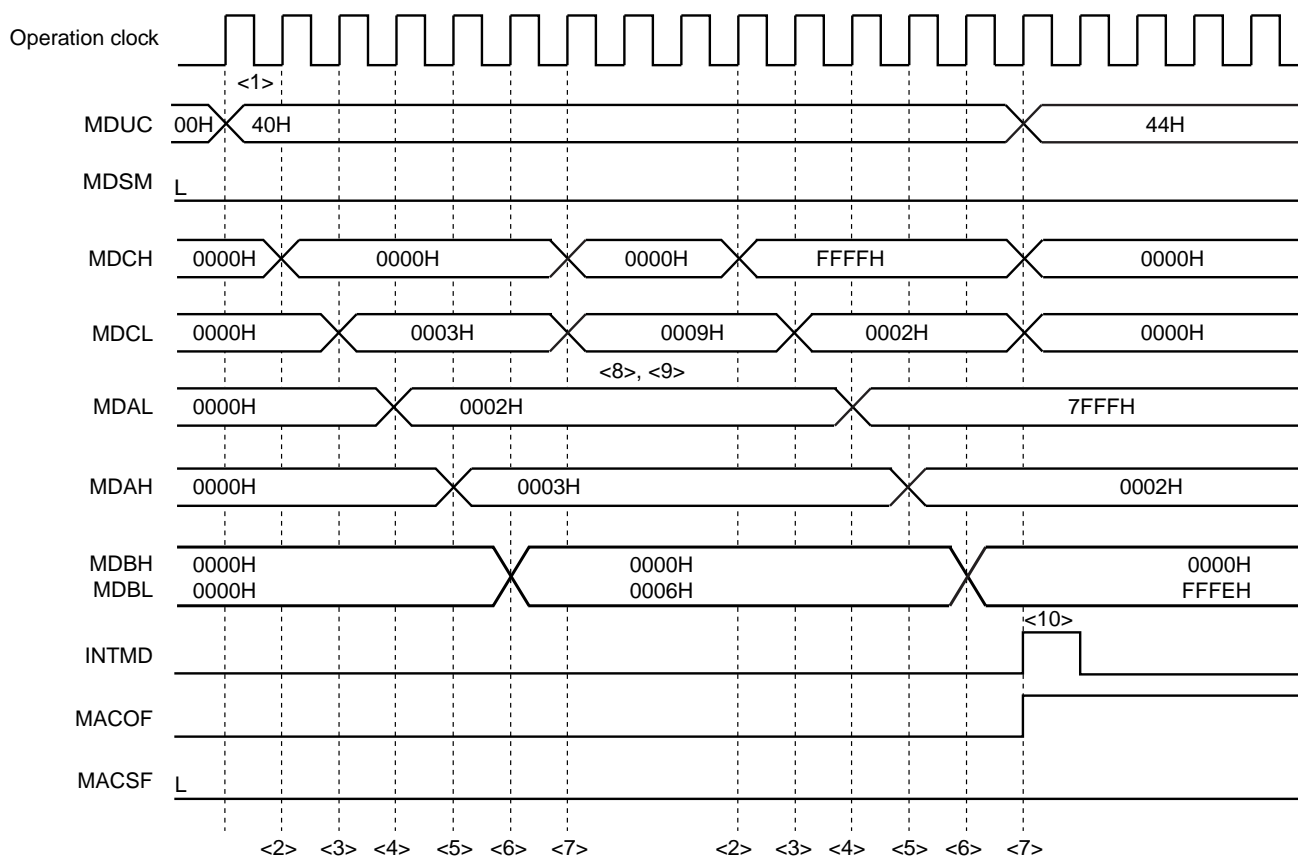 Operation clock
<1>
MDUC 00H 40H 44H
MDSM L
MDCH 0000H 0000H 0000H FFFFH 0000H
MDCL 0000H 0003H 0009H 0002H 0000H
<8>, <9>
MDAL 0000H 0002H 7FFFH
MDAH 0000H 0003H 0002H
MDBH 0000H 0000H 0000H
MDBL 0000H 0006H FFFEH
<10>
INTMD
MACOF
MACSF L
<2> <3> <4> <5> <6> <7> <2> <3> <4> <5> <6> <7>